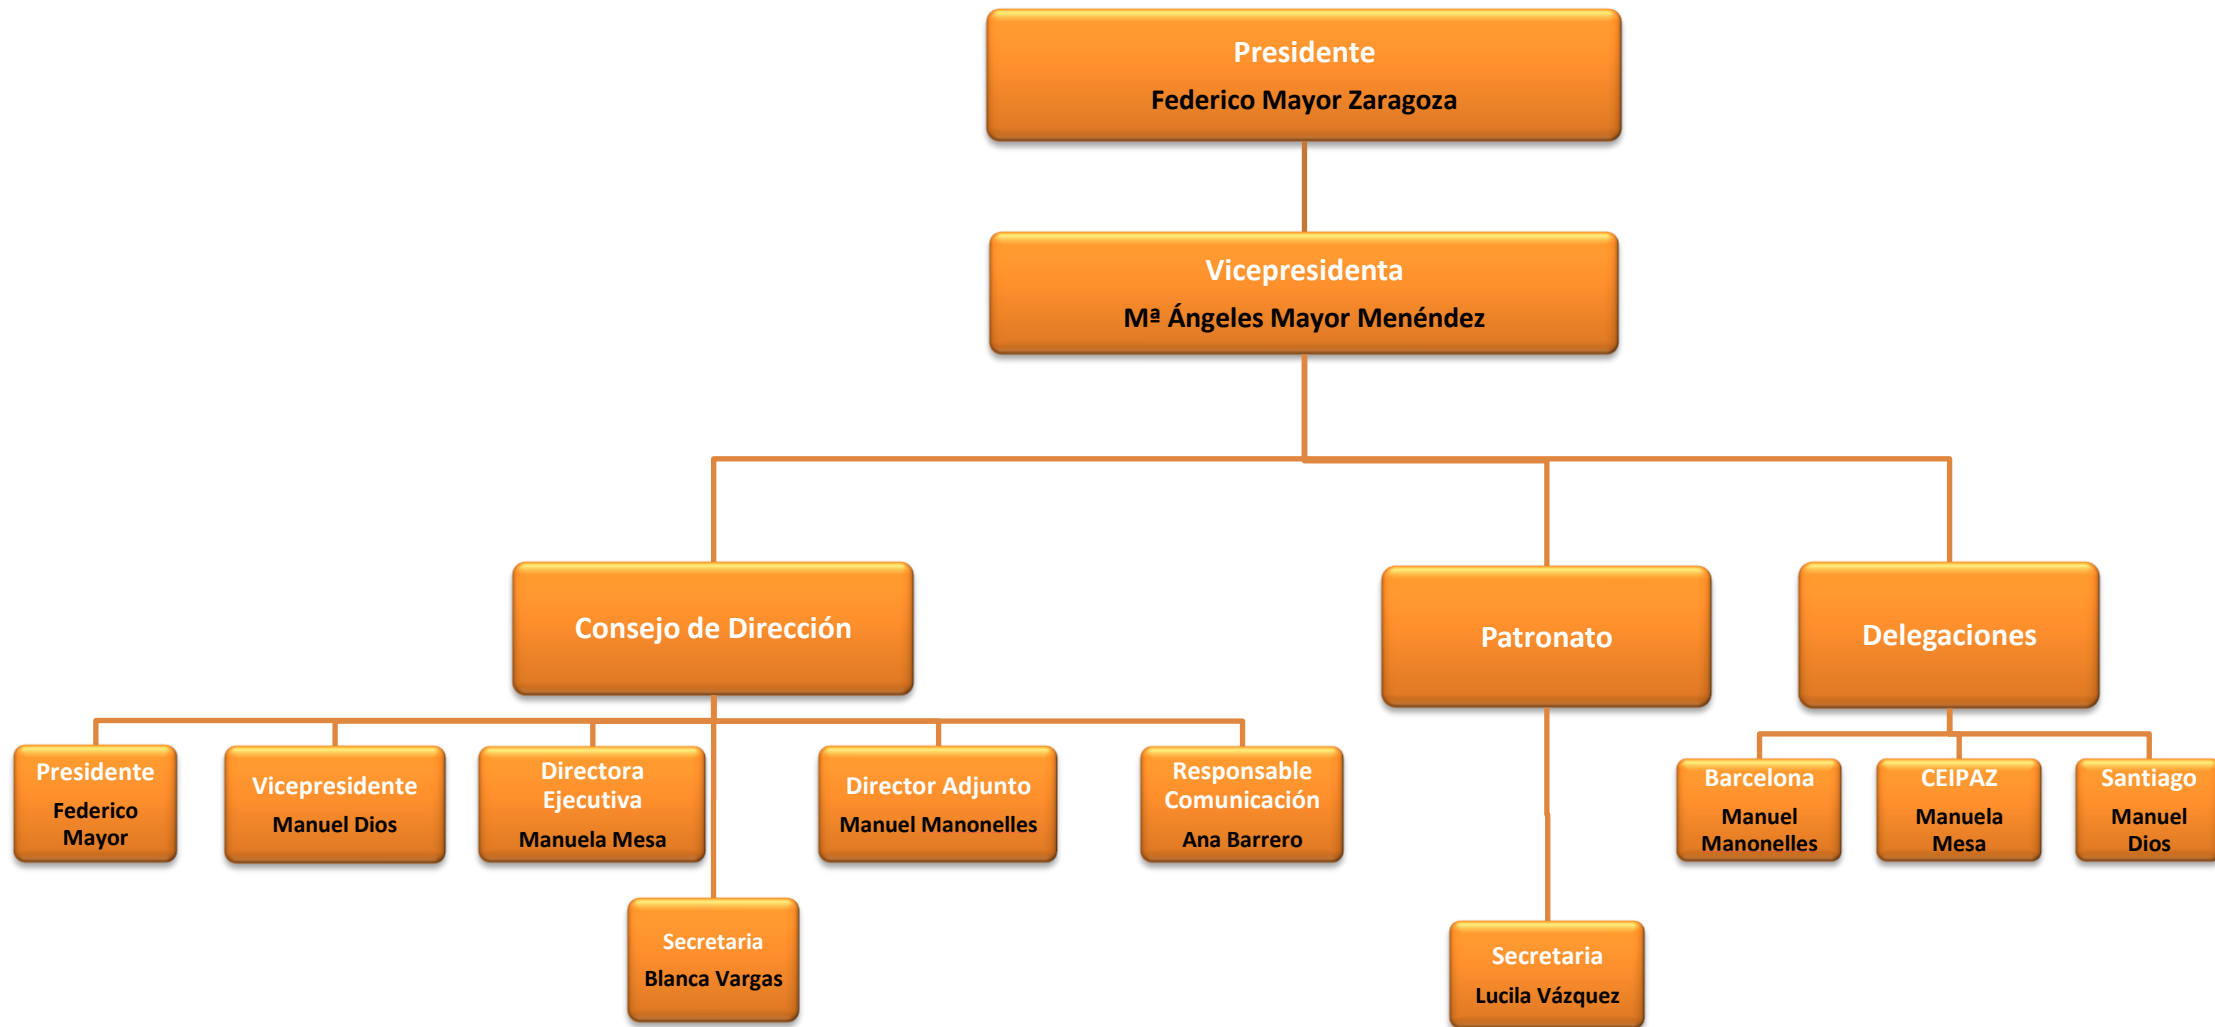 Presidente
Federico Mayor Zaragoza
Vicepresidenta
Mª Ángeles Mayor Menéndez
Consejo de Dirección
Patronato
Delegaciones
Presidente
Federico
Mayor
Vicepresidente
Manuel Dios
Directora
Ejecutiva
Manuela Mesa
Director Adjunto
Manuel Manonelles
Responsable
Comunicación
Ana Barrero
Barcelona
Manuel
Manonelles
CEIPAZ
Manuela
Mesa
Santiago
Manuel
Dios
Secretaria
Blanca Vargas
Secretaria
Lucila Vázquez